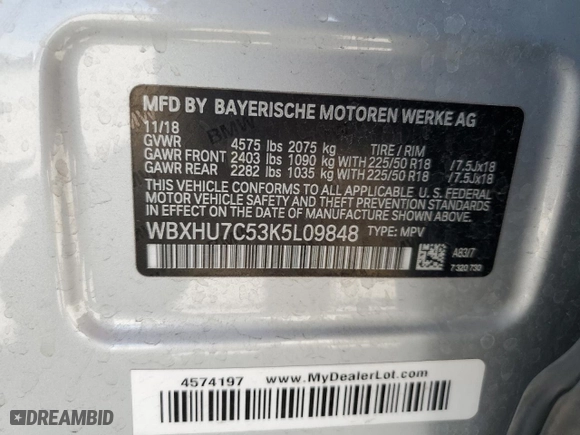 MFD BY BAYERISCHE MOTOREN WERKE AG
11/18
GVWR 4575 lbs 2075 kg TIRE / RIM
GAWR FRONT 2403 lbs 1090 kg WITH 225/50 R18 /7.5Jx18
GAWR REAR 2282 lbs 1035 kg WITH 225/50 R18 /7.5Jx18
THIS VEHICLE CONFORMS TO ALL APPLICABLE U. S. FEDERAL
MOTOR VEHICLE SAFETY, BUMPER, AND THEFT PREVENTION
STANDARDS IN EFFECT ON THE DATE OF MANUFACTURE SHOWN ABOVE.
WBXHU7C53K5L09848 TYPE: MPV
A83/7
7 320 730
4574197 www.MyDealerLot.com
DREAMBID